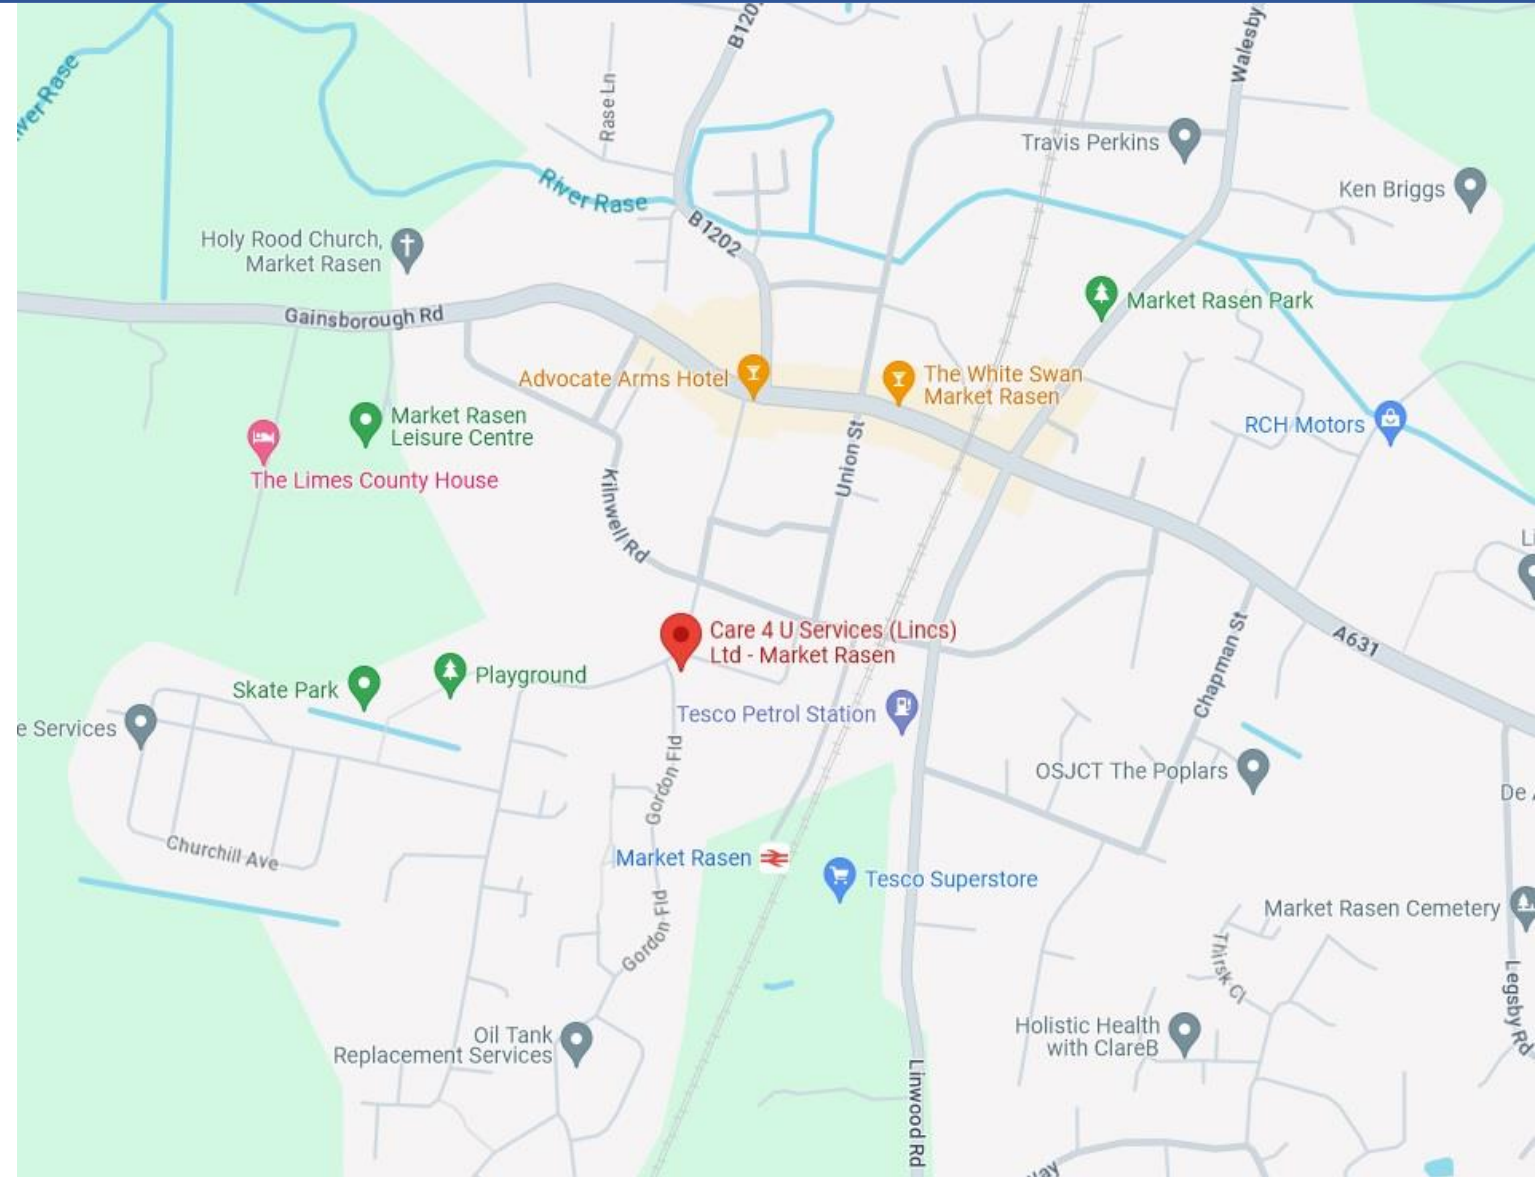 B120
Walesby
iver Rase
Rase Ln
Travis Perkins
Ken Briggs
River Rase
B1202
Holy Rood Church,
Market Rasen
Market Rasen Park
Gainsborough Rd
Advocate Arms Hotel
The White Swan
Market Rasen
Market Rasen
Leisure Centre
RCH Motors
Union St
The Limes County House
Kilnwell Rd
Li
Care 4 U Services (Lincs)
Ltd - Market Rasen
A631
Chapman St
Playground
Skate Park
Tesco Petrol Station
e Services
Gordon Fld
OSJCT The Poplars
De
Churchill Ave
Market Rasen
Tesco Superstore
Market Rasen Cemetery
Gordon Fld
Thirsk Cl
Legsby Rd
Oil Tank
Replacement Services
Holistic Health
with ClareB
Linwood Rd
Way